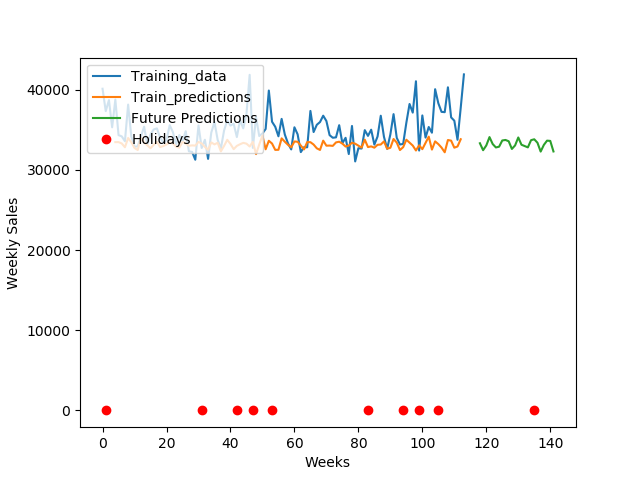 Training_data
Train_predictions
Future Predictions
Holidays
40000
30000
20000
10000
0
Weekly Sales
0 20 40 60 80 100 120 140
Weeks